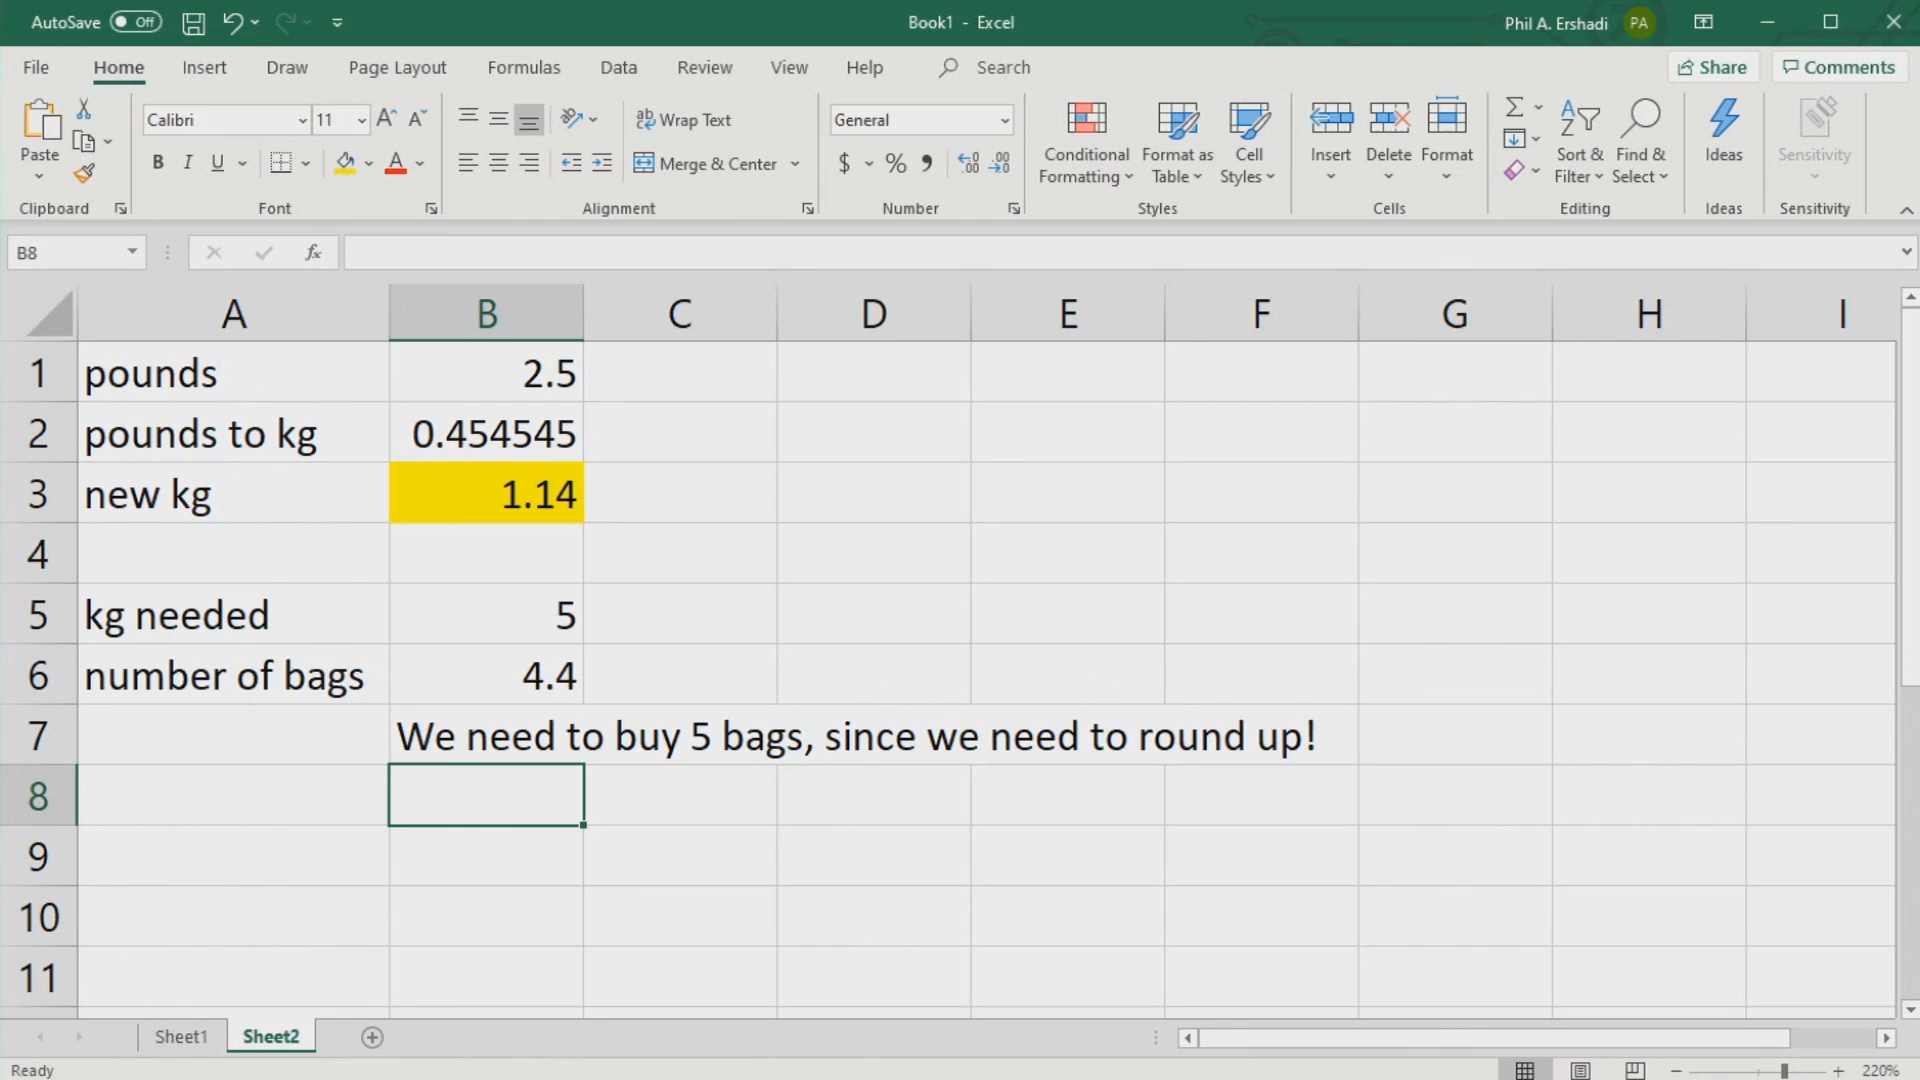 AutoSave Off
Book1 - Excel
Phil A. Ershadi PA
File Home Insert Draw Page Layout Formulas Data Review View Help Search Share Comments
Calibri 11 A A
ab Wrap Text
General
Paste
B I U A
Merge & Center
$ % 9 .00
Conditional Formatting
Format as Table
Cell Styles
Insert
Delete
Format
Sort & Filter
Find & Select
Ideas
Sensitivity
Clipboard Font Alignment Number Styles Cells Editing Ideas Sensitivity
B8 fx
A B C D E F G H I
1 pounds 2.5
2 pounds to kg 0.454545
3 new kg 1.14
4
5 kg needed 5
6 number of bags 4.4
7 We need to buy 5 bags, since we need to round up!
8
9
10
11
Sheet1 Sheet2
Ready 220%